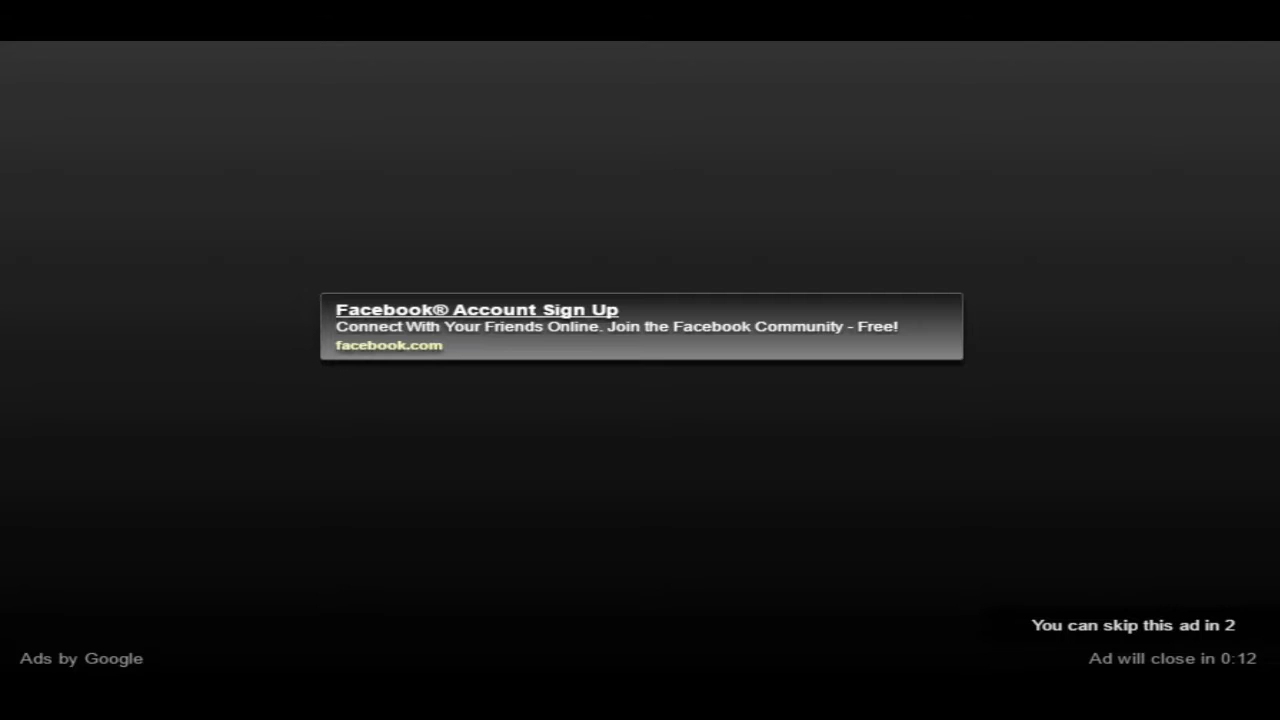 Facebook® Account Sign Up
Connect With Your Friends Online. Join the Facebook Community - Free!
facebook.com
You can skip this ad in 2
Ads by Google
Ad will close in 0:12